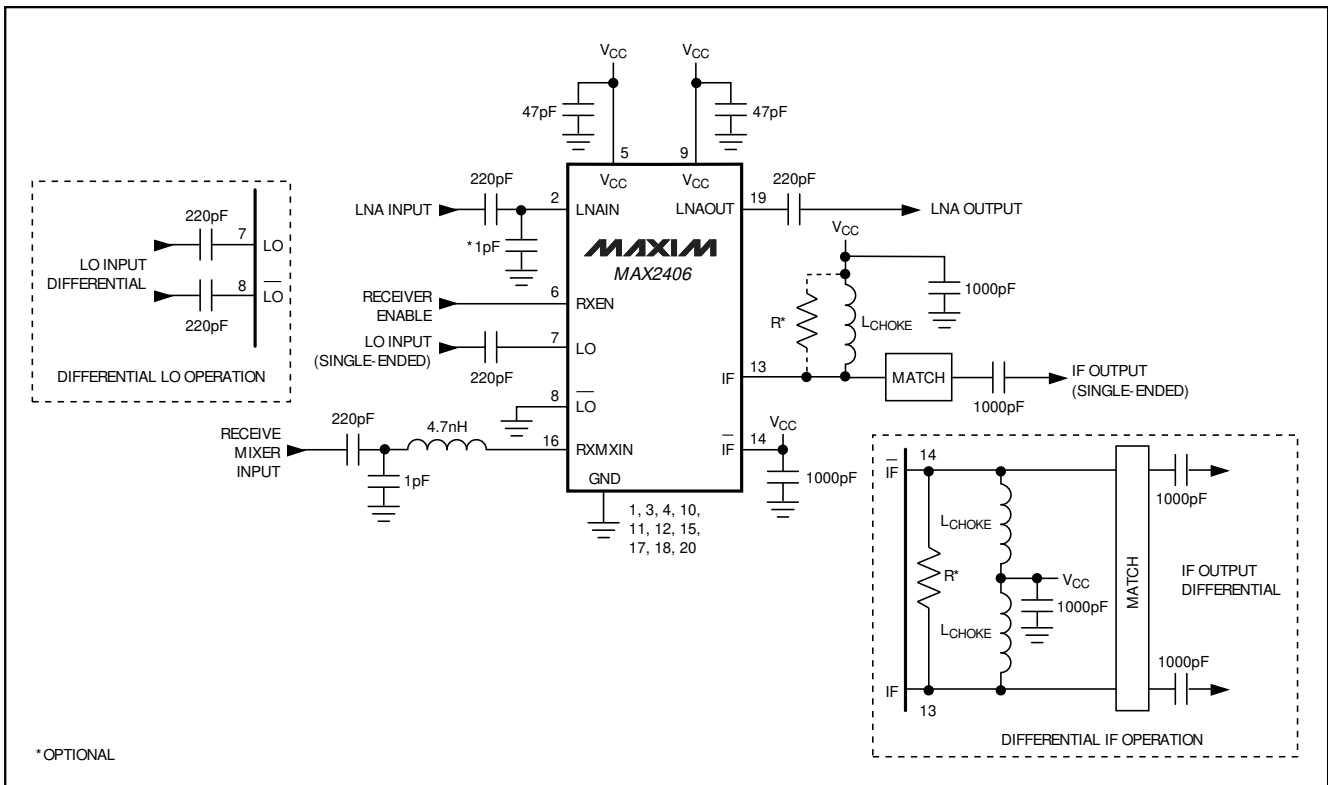 VCC
VCC
47pF
47pF
5
9
VCC
VCC
220pF
2
LNA INPUT
LNAIN
*1pF
LNAOUT
19
220pF
LNA OUTPUT
MAXIM
MAX2406
RECEIVER
ENABLE
6
RXEN
LO INPUT
(SINGLE-ENDED)
7
LO
220pF
8
LO
220pF
4.7nH
RECEIVE
MIXER
INPUT
16
RXMXIN
1pF
GND
1, 3, 4, 10,
11, 12, 15,
17, 18, 20
VCC
1000pF
R*
LCHOKE
IF
13
MATCH
1000pF
IF OUTPUT
(SINGLE-ENDED)
IF
14
VCC
1000pF
220pF
7
LO
LO INPUT
DIFFERENTIAL
8
LO
220pF
DIFFERENTIAL LO OPERATION
IF
14
1000pF
LCHOKE
R*
VCC
1000pF
LCHOKE
MATCH
IF OUTPUT
DIFFERENTIAL
1000pF
IF
13
DIFFERENTIAL IF OPERATION
*OPTIONAL